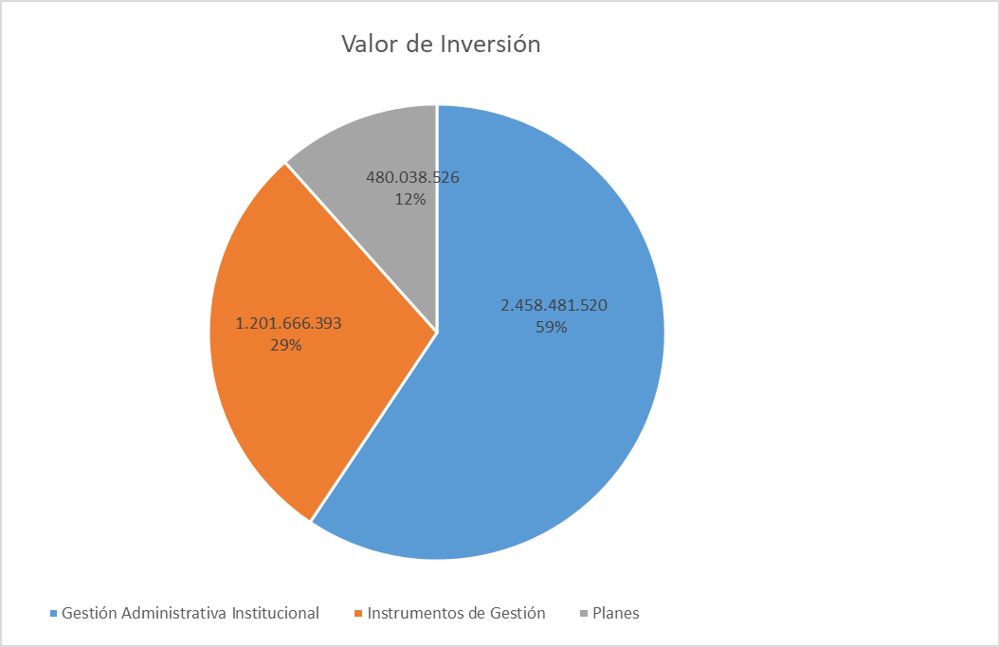 Valor de Inversión
480.038.526
12%
2.458.481.520
59%
1.201.666.393
29%
Gestión Administrativa Institucional
Instrumentos de Gestión
Planes